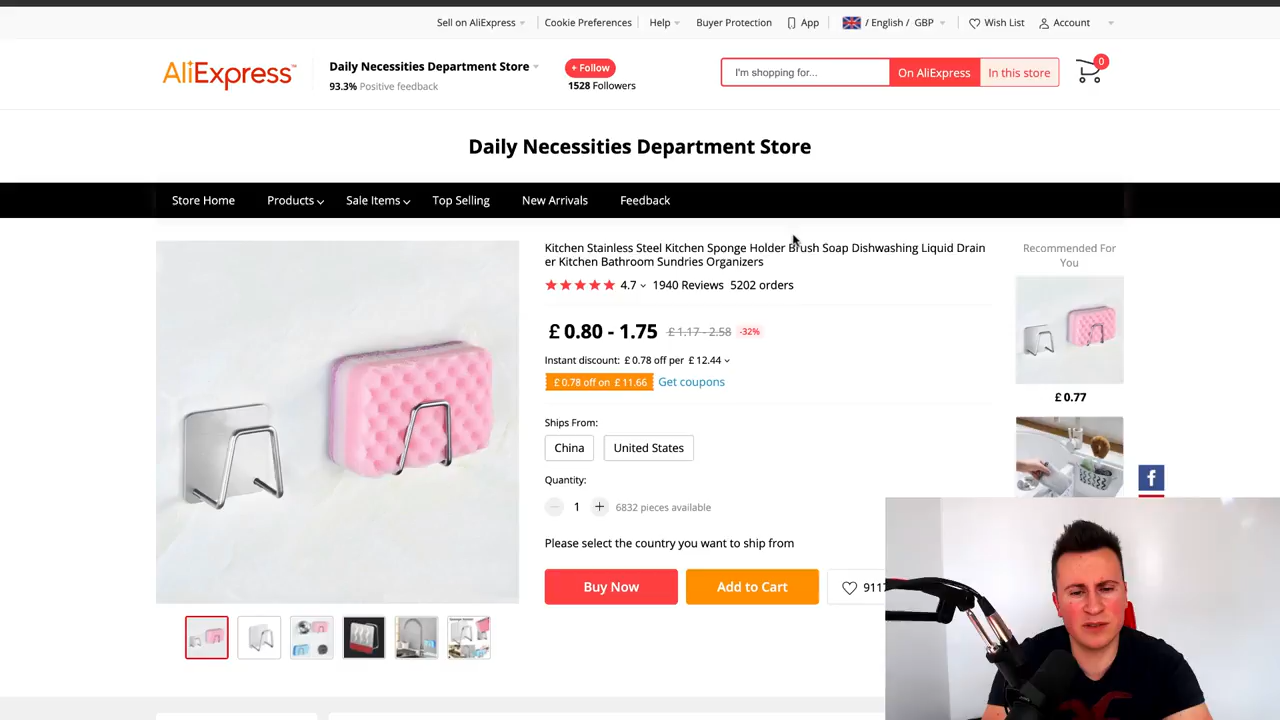 Sell on AliExpress
Cookie Preferences
Help
Buyer Protection
App
/ English / GBP
Wish List
Account
AliExpress™
Daily Necessities Department Store
93.3% Positive feedback
+ Follow
1528 Followers
I'm shopping for...
On AliExpress
In this store
0
Daily Necessities Department Store
Store Home
Products
Sale Items
Top Selling
New Arrivals
Feedback
Kitchen Stainless Steel Kitchen Sponge Holder Brush Soap Dishwashing Liquid Drain
er Kitchen Bathroom Sundries Organizers
4.7
1940 Reviews
5202 orders
£ 0.80 - 1.75
£ 1.17 - 2.58
-32%
Instant discount: £ 0.78 off per £ 12.44
£ 0.78 off on £ 11.66
Get coupons
Ships From:
China
United States
Quantity:
1
6832 pieces available
Please select the country you want to ship from
Buy Now
Add to Cart
9117
Recommended For
You
£ 0.77
f